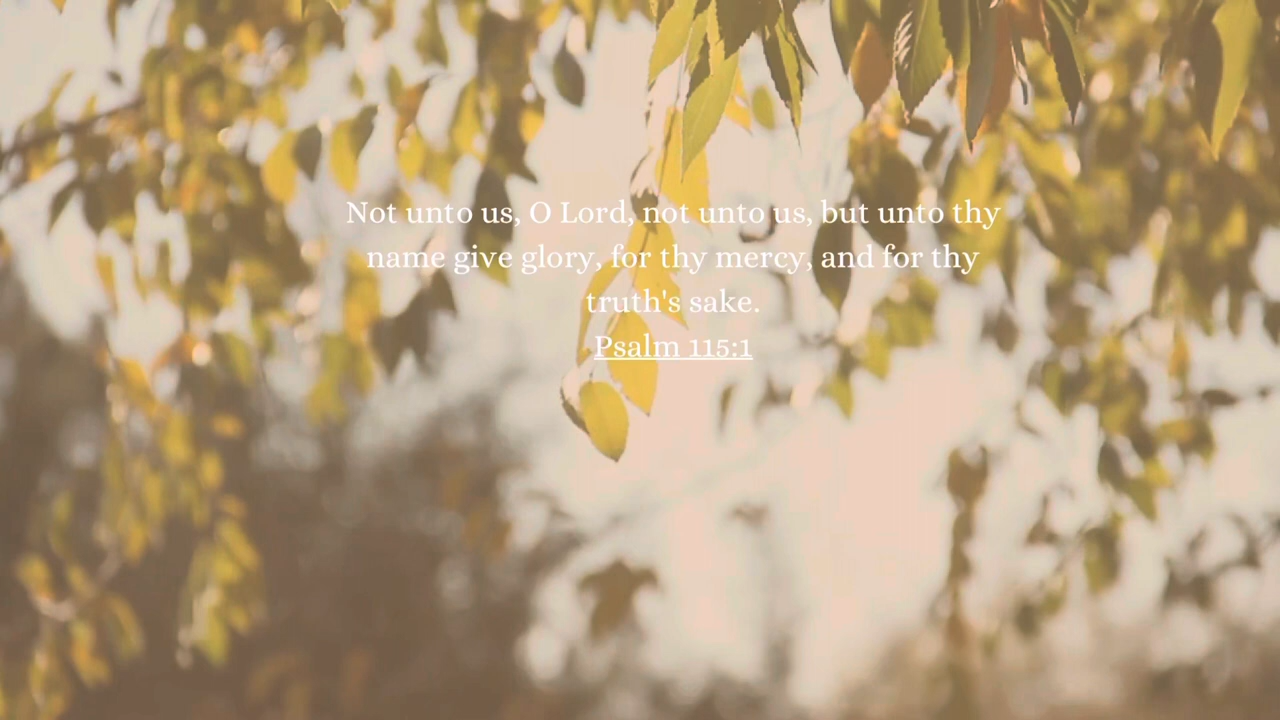 Not unto us, O Lord, not unto us, but unto thy
name give glory, for thy mercy, and for thy
truth's sake.
Psalm 115:1